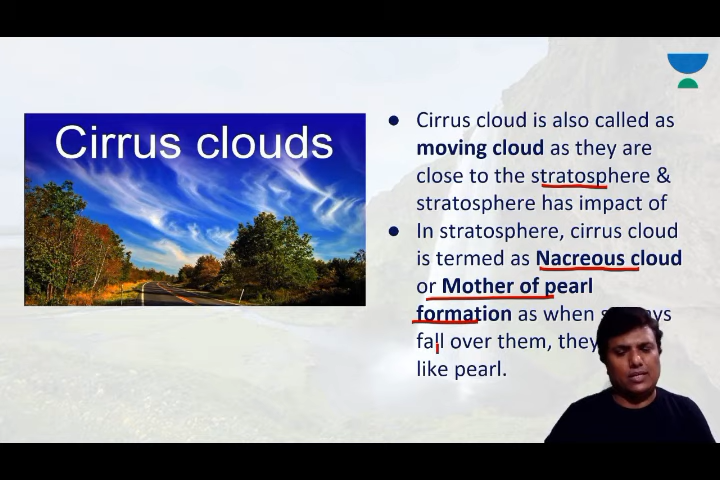 Cirrus clouds
Cirrus cloud is also called as
moving cloud as they are
close to the stratosphere &
stratosphere has impact of
In stratosphere, cirrus cloud
is termed as Nacreous cloud
or Mother of pearl
formation as when
fall over them, they
like pearl.